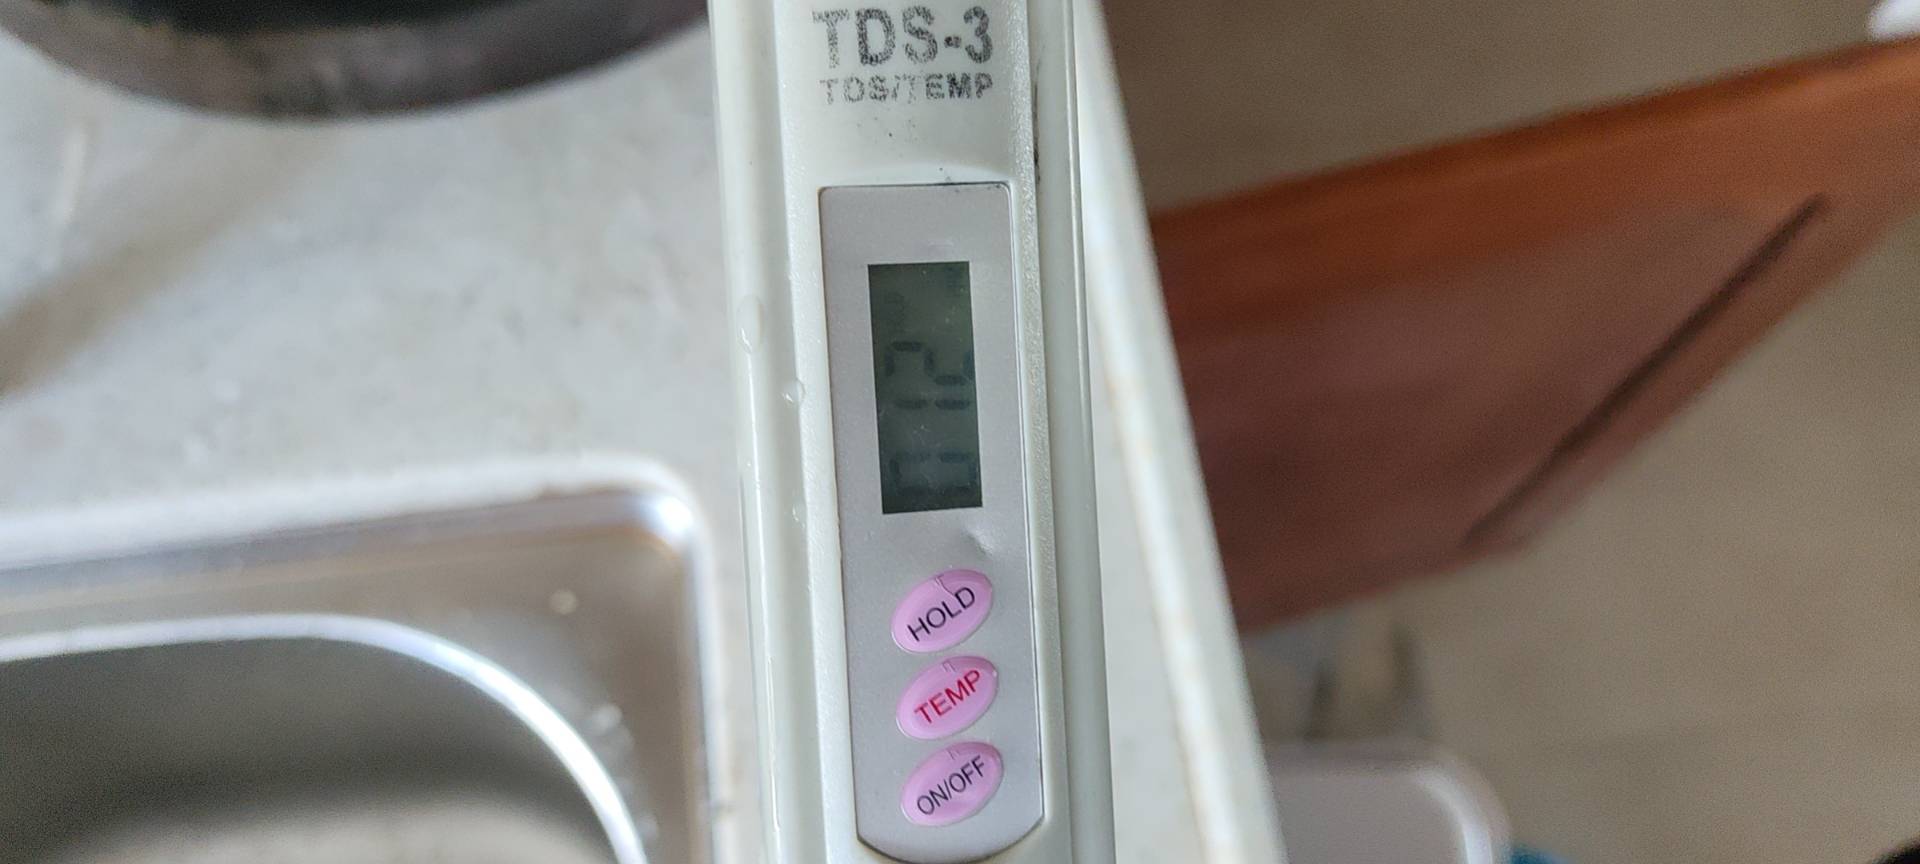 TDS-3
TDS/TEMP
HOLD
TEMP
ON/OFF